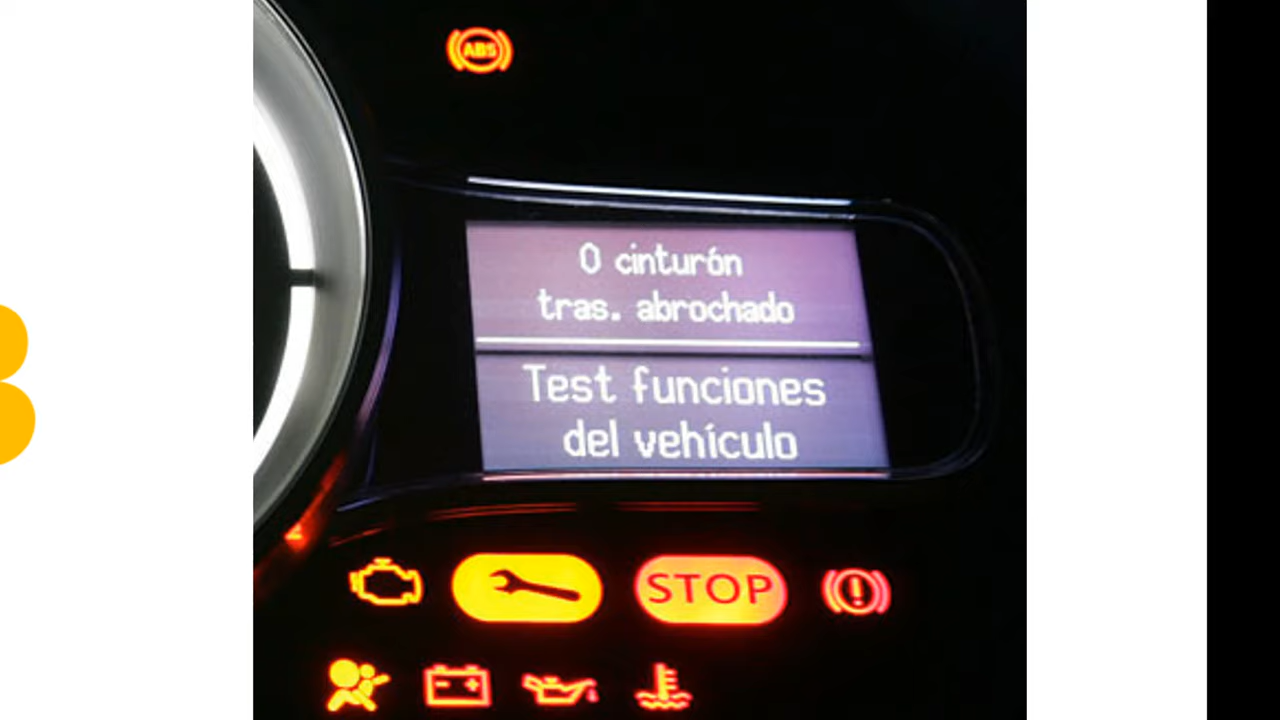 ABS
0 cinturón
tras. abrochado
Test funciones
del vehículo
STOP